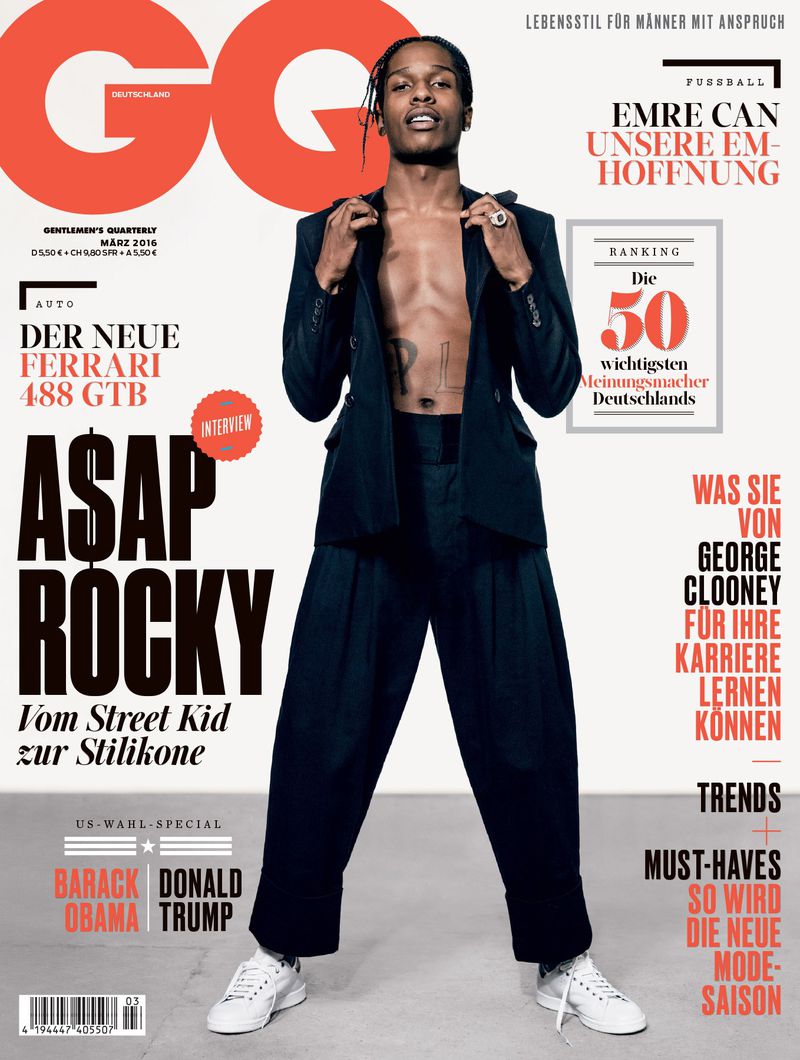 LEBENSSTIL FÜR MÄNNER MIT ANSPRUCH
GQ
DEUTSCHLAND
GENTLEMEN'S QUARTERLY
MÄRZ 2016
D 5,50 € + CH 9,80 SFR + A 5,50 €
AUTO
DER NEUE
FERRARI
488 GTB
INTERVIEW
A$AP
ROCKY
Vom Street Kid
zur Stilikone
US-WAHL-SPECIAL
BARACK
OBAMA
DONALD
TRUMP
03
4 194447 405507
FUSSBALL
EMRE CAN
UNSERE EM-
HOFFNUNG
RANKING
Die
50
wichtigsten
Meinungsmacher
Deutschlands
WAS SIE
VON
GEORGE
CLOONEY
FÜR IHRE
KARRIERE
LERNEN
KÖNNEN
TRENDS
+
MUST-HAVES
SO WIRD
DIE NEUE
MODE-
SAISON
PL